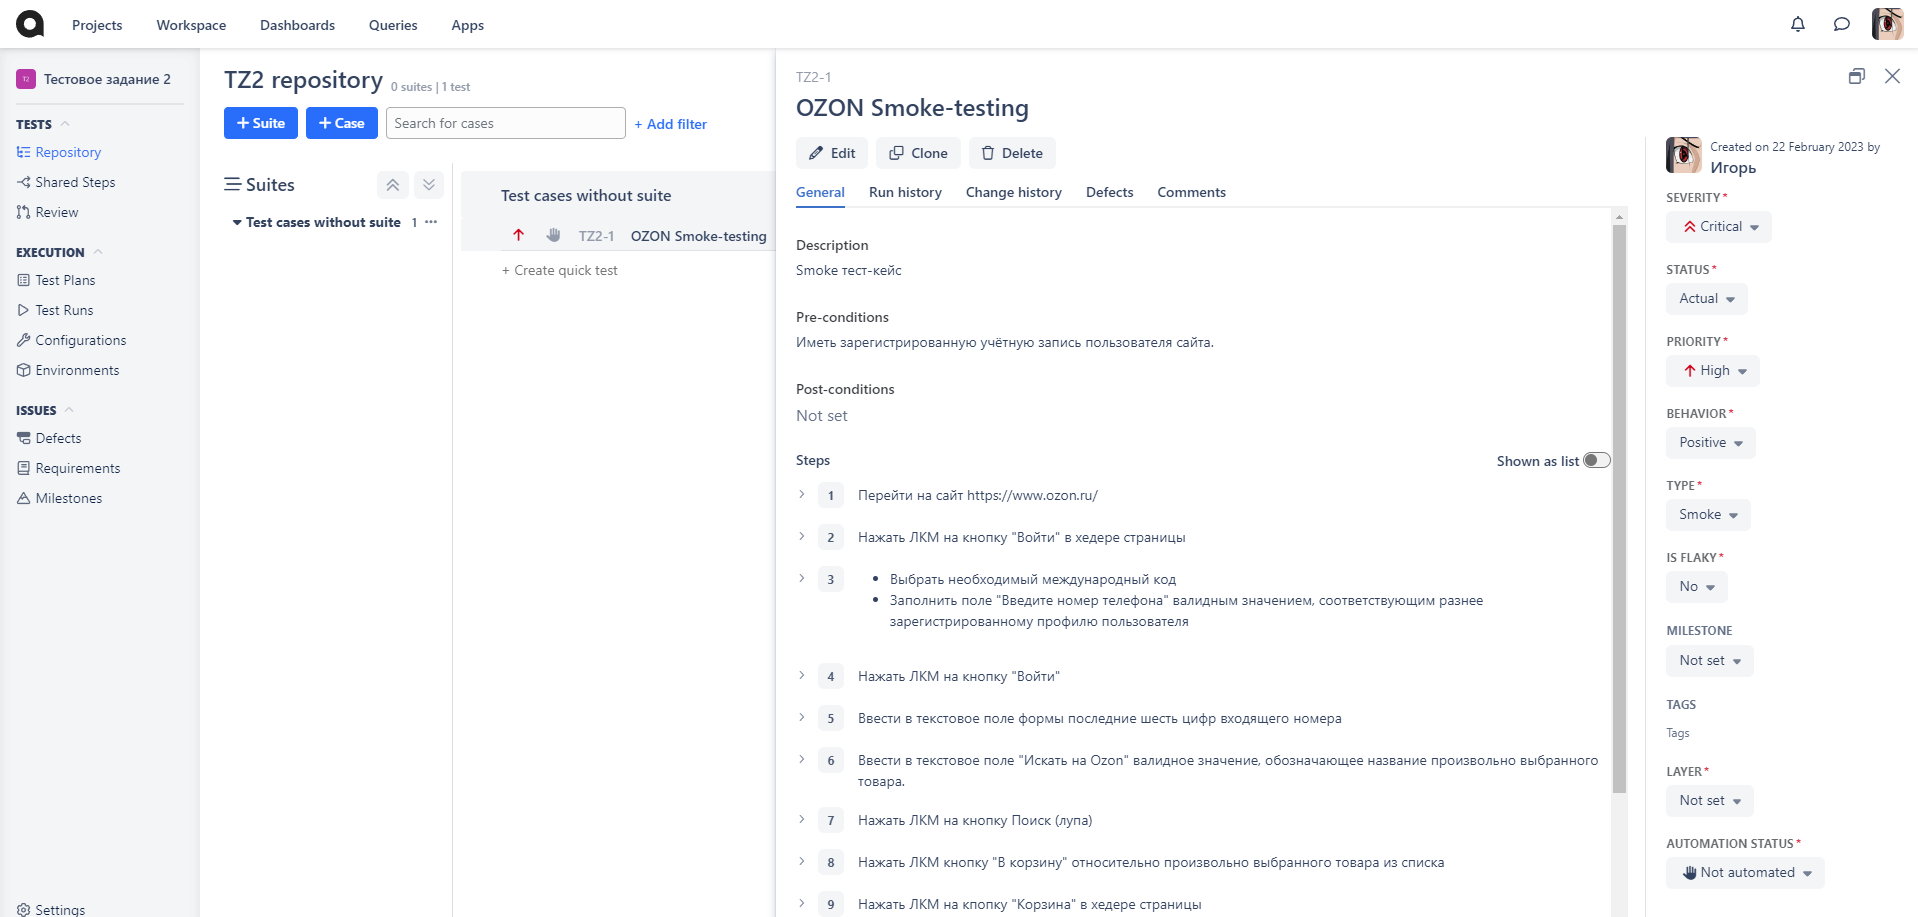 Projects
Workspace
Dashboards
Queries
Apps
T2
Тестовое задание 2
TESTS
Repository
Shared Steps
Review
EXECUTION
Test Plans
Test Runs
Configurations
Environments
ISSUES
Defects
Requirements
Milestones
Settings
TZ2 repository
0 suites | 1 test
+ Suite
+ Case
Search for cases
+ Add filter
Suites
Test cases without suite 1 ···
Test cases without suite
TZ2-1 OZON Smoke-testing
+ Create quick test
TZ2-1
OZON Smoke-testing
Edit
Clone
Delete
General
Run history
Change history
Defects
Comments
Description
Smoke тест-кейс
Pre-conditions
Иметь зарегистрированную учётную запись пользователя сайта.
Post-conditions
Not set
Steps
Shown as list
1 Перейти на сайт https://www.ozon.ru/
2 Нажать ЛКМ на кнопку "Войти" в хедере страницы
3 • Выбрать необходимый международный код
• Заполнить поле "Введите номер телефона" валидным значением, соответствующим разнее
зарегистрированному профилю пользователя
4 Нажать ЛКМ на кнопку "Войти"
5 Ввести в текстовое поле формы последние шесть цифр входящего номера
6 Ввести в текстовое поле "Искать на Ozon" валидное значение, обозначающее название произвольно выбранного
товара.
7 Нажать ЛКМ на кнопку Поиск (лупа)
8 Нажать ЛКМ кнопку "В корзину" относительно произвольно выбранного товара из списка
9 Нажать ЛКМ на кпопку "Корзина" в хедере страницы
Created on 22 February 2023 by
Игорь
SEVERITY*
Critical
STATUS*
Actual
PRIORITY*
High
BEHAVIOR*
Positive
TYPE*
Smoke
IS FLAKY*
No
MILESTONE
Not set
TAGS
Tags
LAYER*
Not set
AUTOMATION STATUS*
Not automated